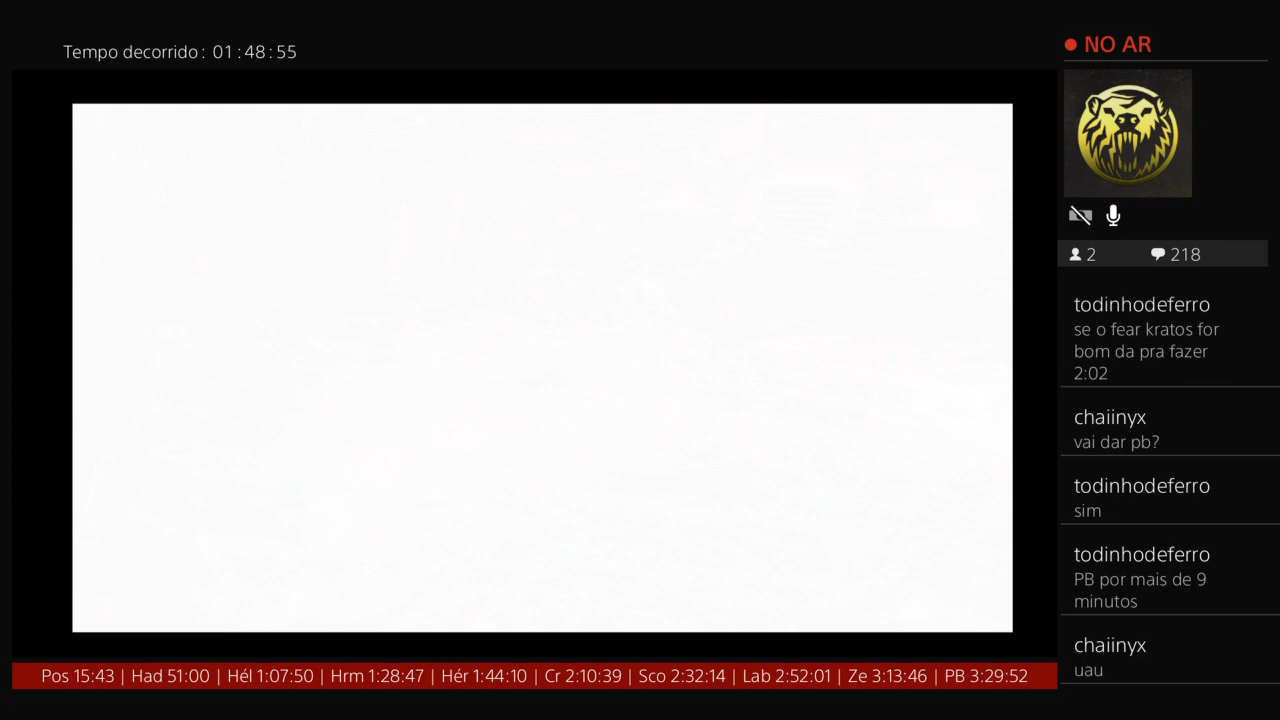 Tempo decorrido: 01:48:55
NO AR
2 218
todinhodeferro
se o fear kratos for
bom da pra fazer
2:02
chaiinyx
vai dar pb?
todinhodeferro
sim
todinhodeferro
PB por mais de 9
minutos
chaiinyx
uau
Pos 15:43 | Had 51:00 | Hél 1:07:50 | Hrm 1:28:47 | Hér 1:44:10 | Cr 2:10:39 | Sco 2:32:14 | Lab 2:52:01 | Ze 3:13:46 | PB 3:29:52